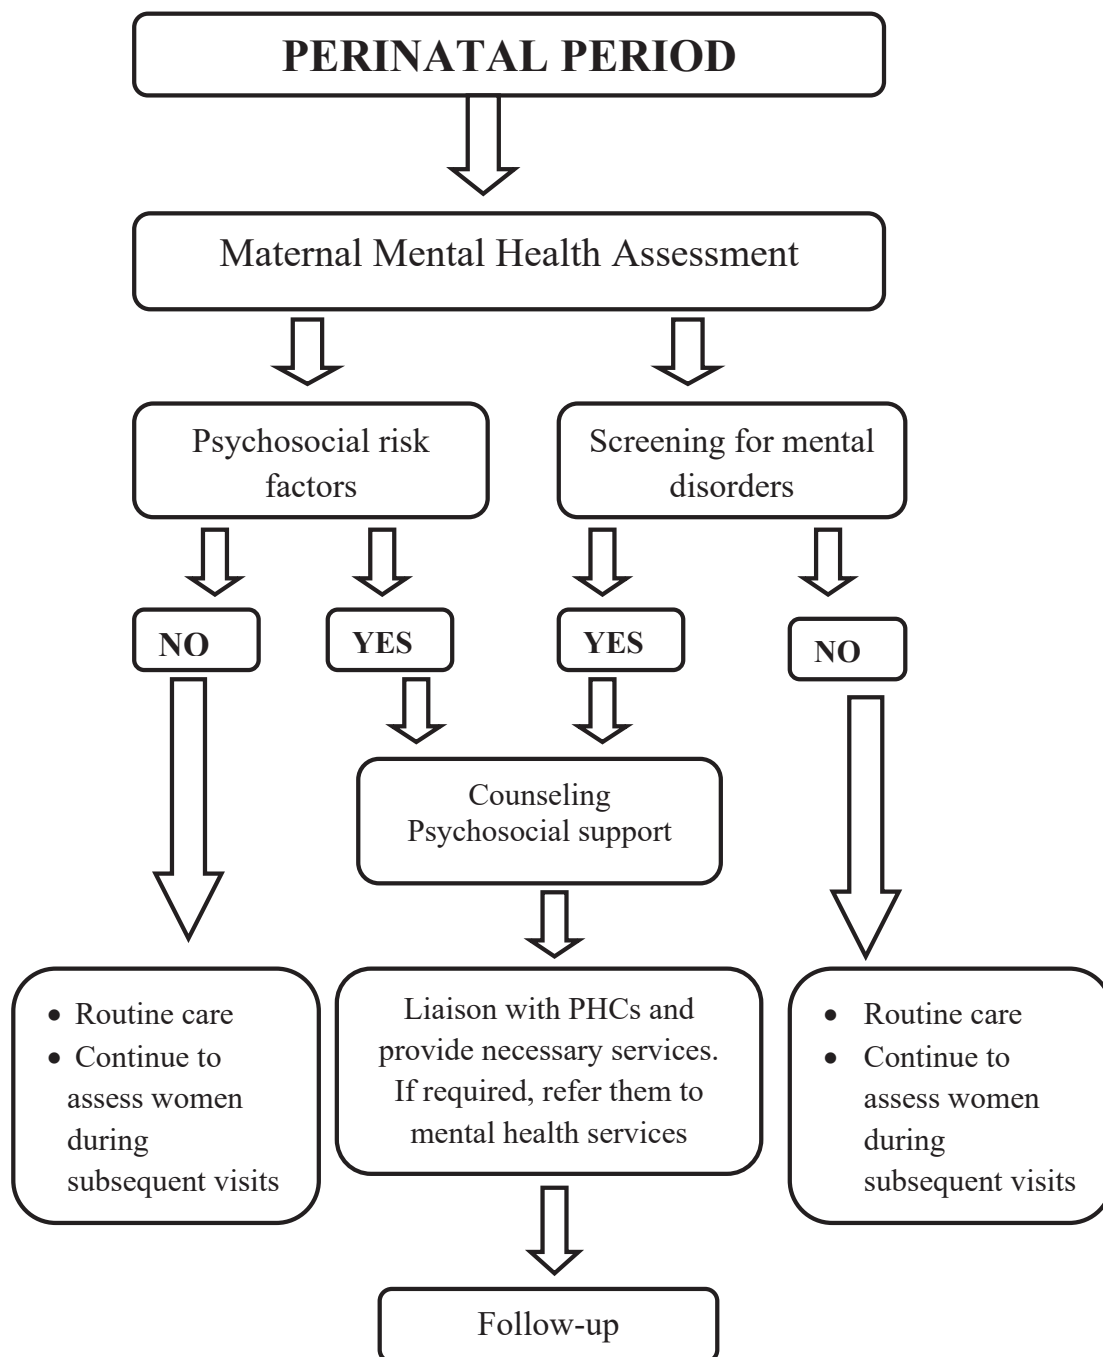 PERINATAL PERIOD
Maternal Mental Health Assessment
Psychosocial risk
factors
Screening for mental
disorders
NO
YES
YES
NO
Counseling
Psychosocial support
• Routine care
• Continue to
assess women
during
subsequent visits
Liaison with PHCs and
provide necessary services.
If required, refer them to
mental health services
• Routine care
• Continue to
assess women
during
subsequent visits
Follow-up